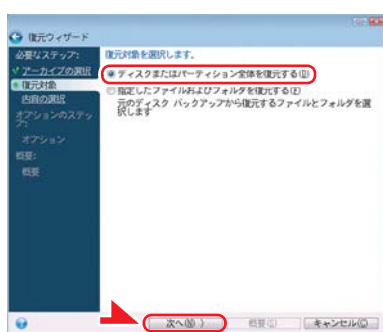 復元ウィザード
必要なステップ:
アーカイブの選択
復元対象
内容の選択
オプションのステップ:
オプション
概要:
概要
復元対象を選択します。
ディスクまたはパーティション全体を復元する(D)
指定したファイルおよびフォルダを復元する(E)
元のディスク バックアップから復元するファイルとフォルダを選択します
次へ(N) 〉
概要(S)
キャンセル(C)